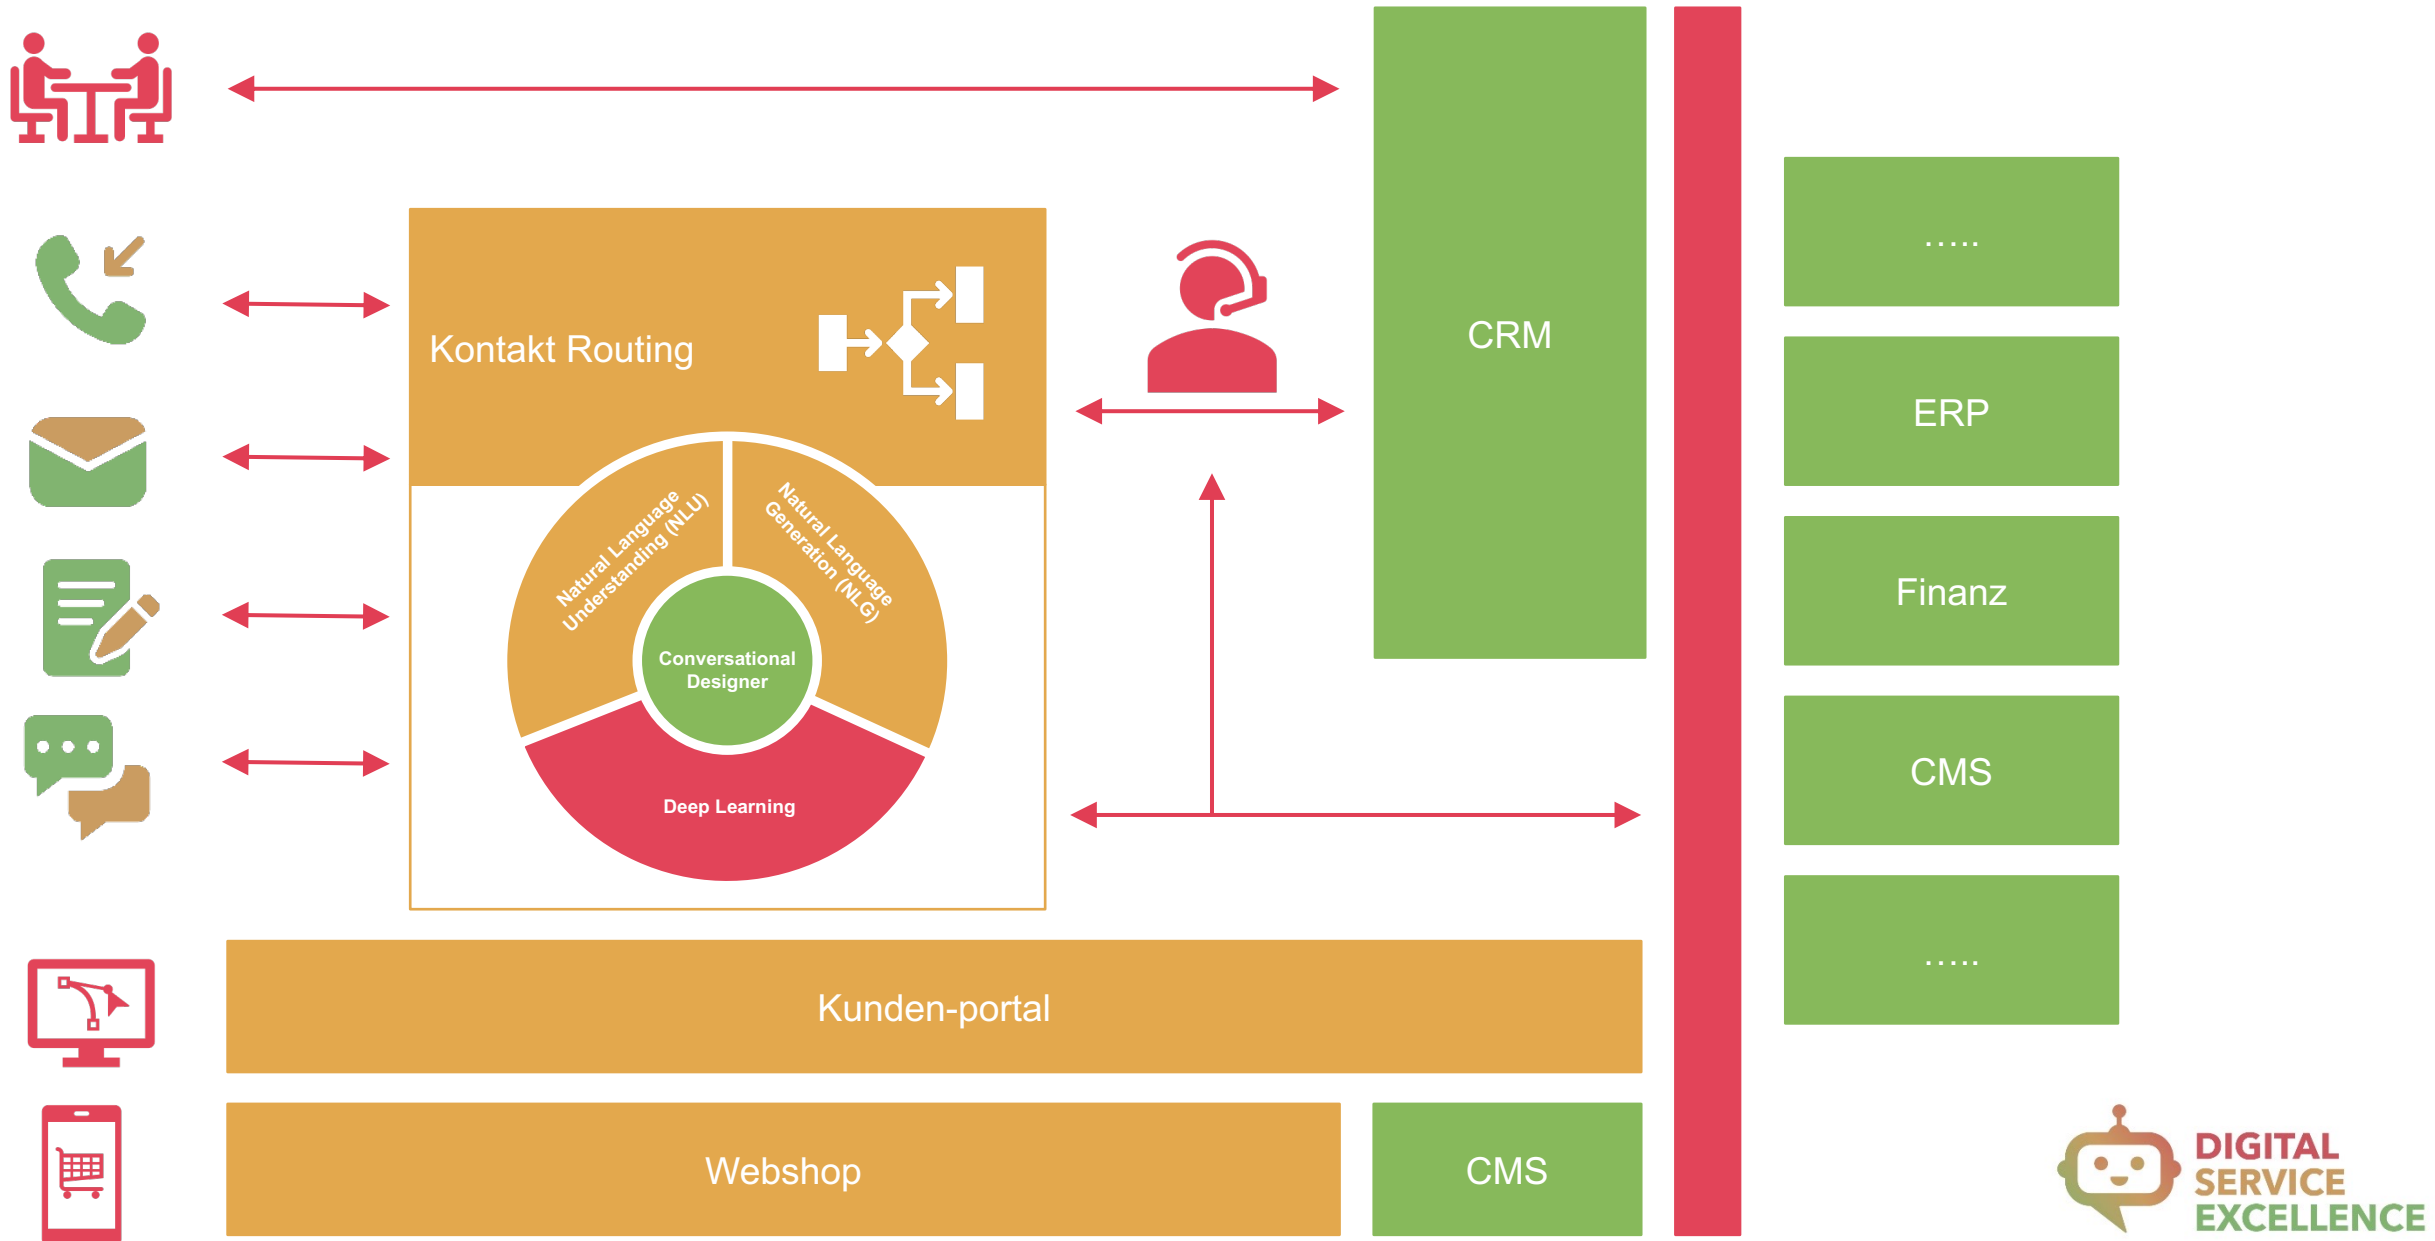 CRM
…..
Kontakt Routing
ERP
Natural Language
Understanding (NLU)
Natural Language
Generation (NLG)
Conversational
Designer
Deep Learning
Finanz
CMS
…..
Kunden-portal
Webshop
CMS
DIGITAL
SERVICE
EXCELLENCE